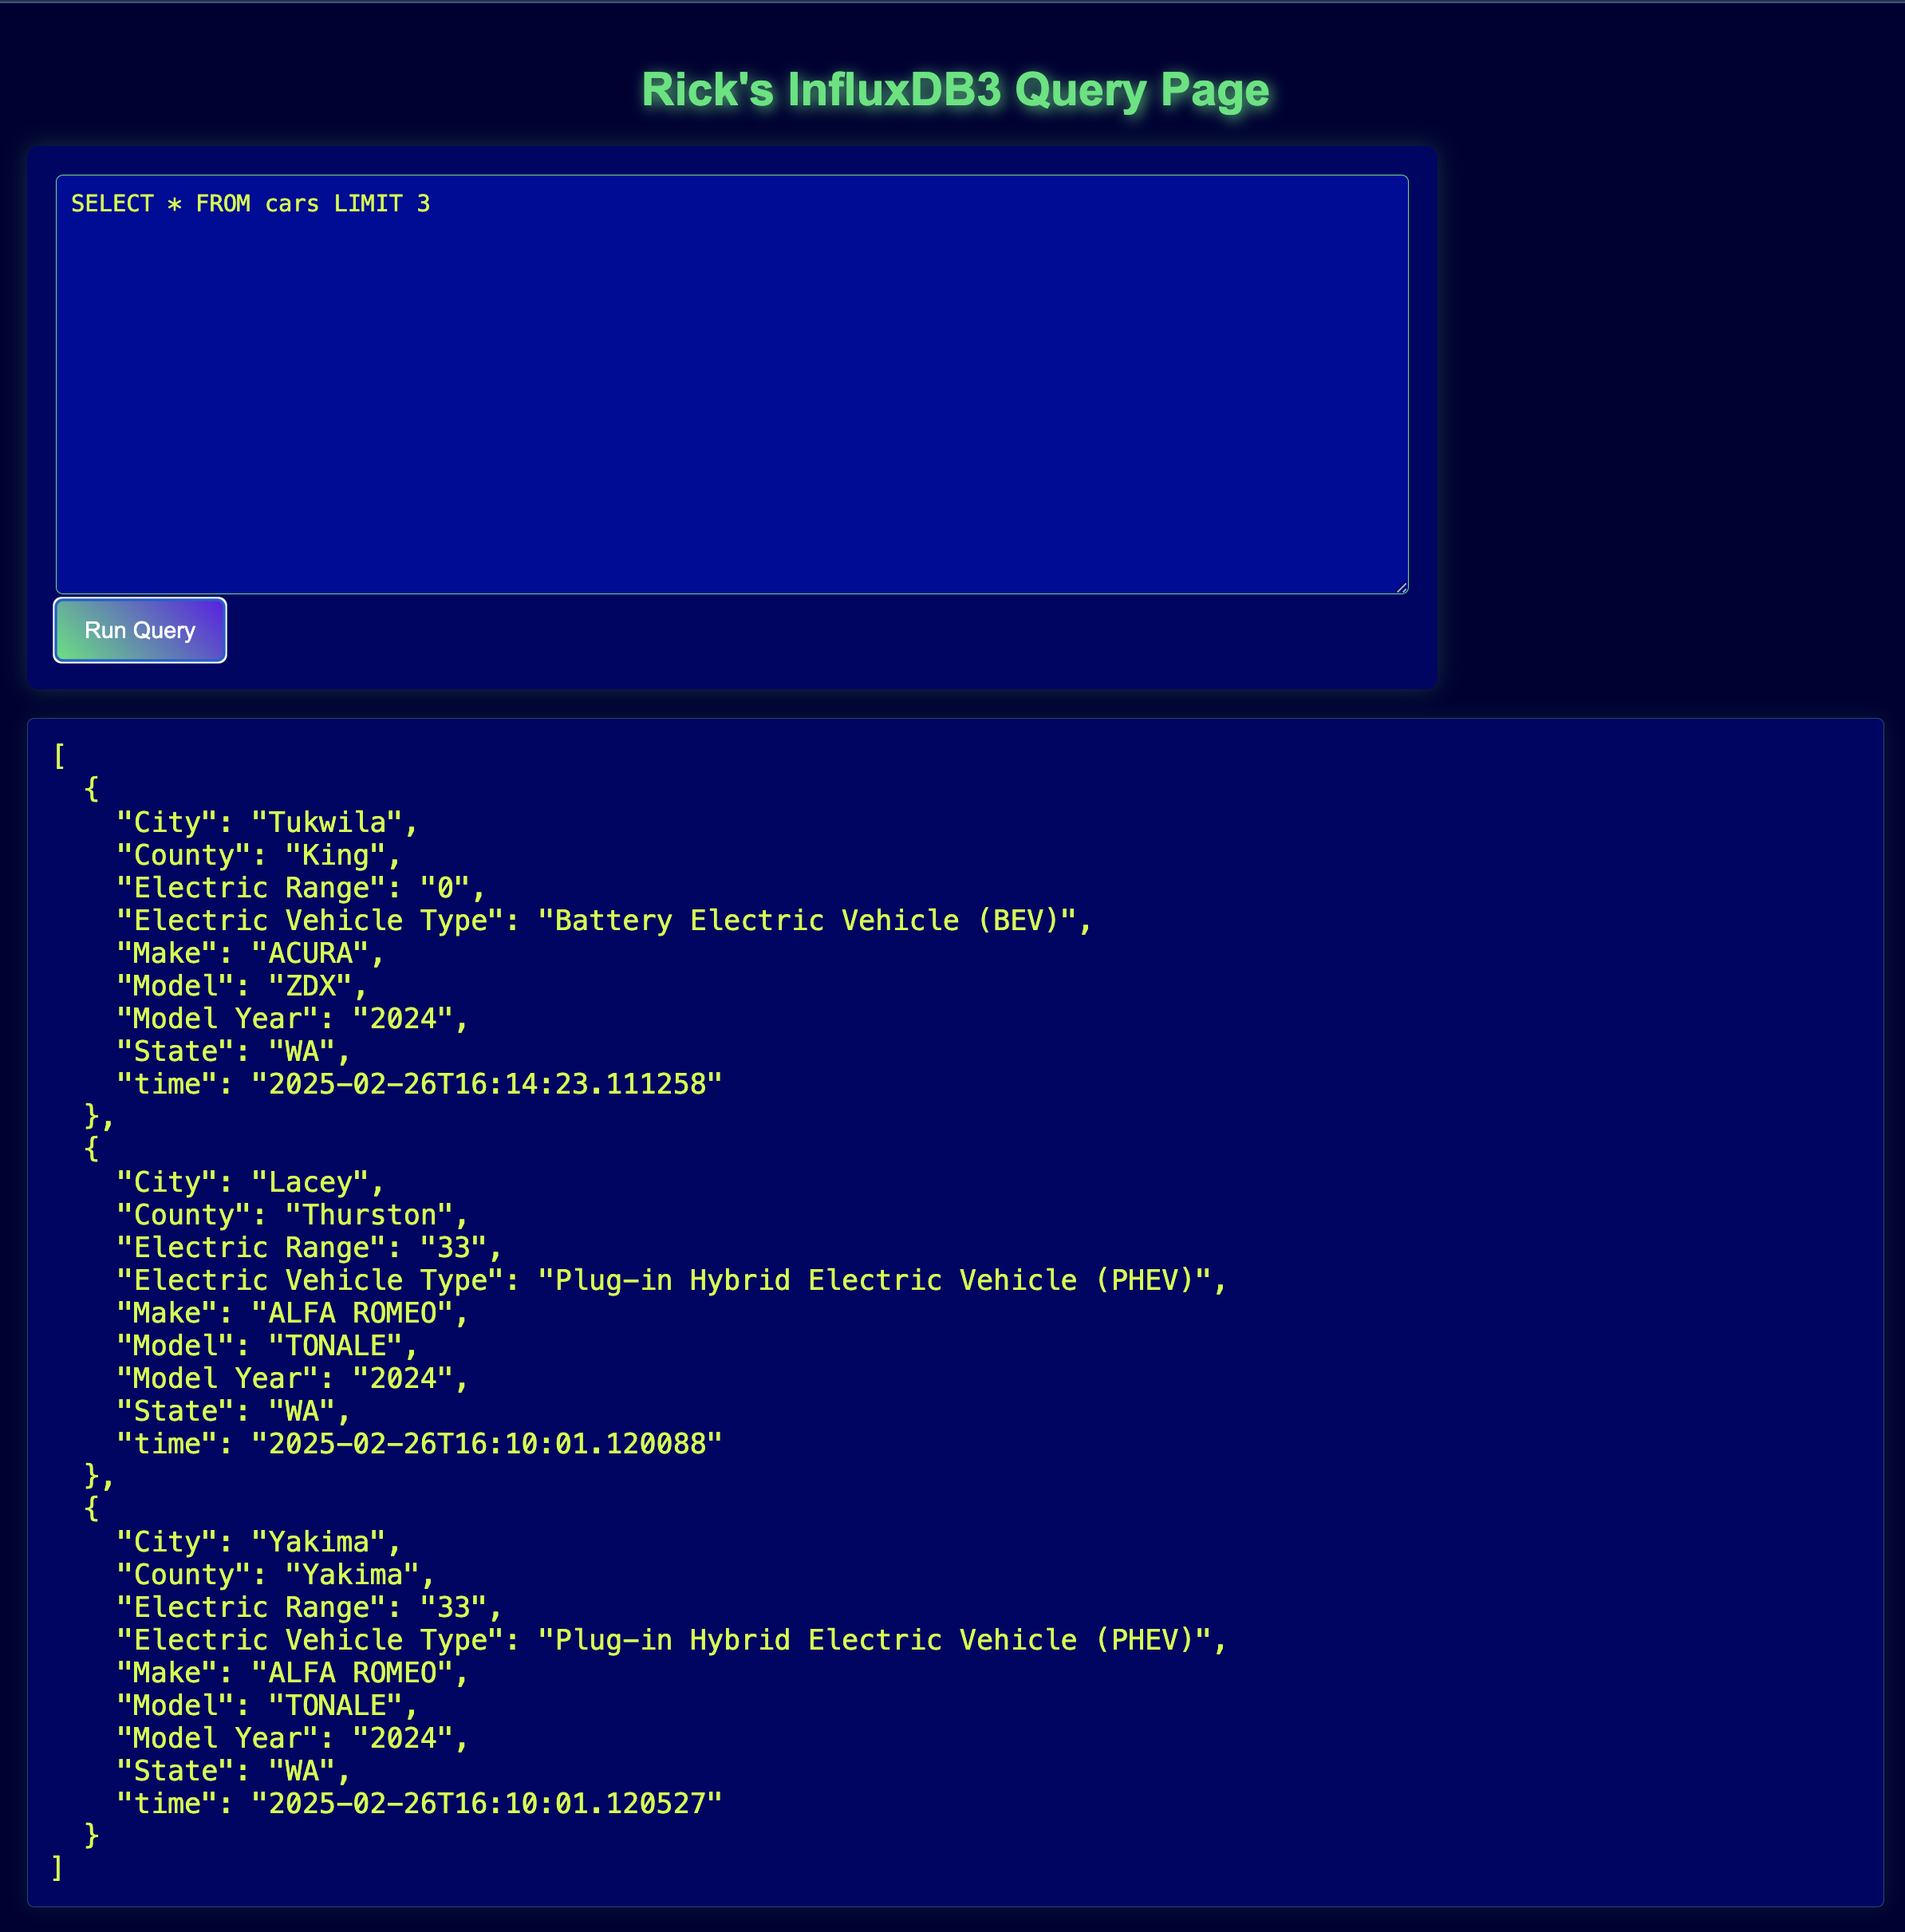 Rick's InfluxDB3 Query Page
SELECT * FROM cars LIMIT 3
Run Query
[
  {
    "City": "Tukwila",
    "County": "King",
    "Electric Range": "0",
    "Electric Vehicle Type": "Battery Electric Vehicle (BEV)",
    "Make": "ACURA",
    "Model": "ZDX",
    "Model Year": "2024",
    "State": "WA",
    "time": "2025-02-26T16:14:23.111258"
  },
  {
    "City": "Lacey",
    "County": "Thurston",
    "Electric Range": "33",
    "Electric Vehicle Type": "Plug-in Hybrid Electric Vehicle (PHEV)",
    "Make": "ALFA ROMEO",
    "Model": "TONALE",
    "Model Year": "2024",
    "State": "WA",
    "time": "2025-02-26T16:10:01.120088"
  },
  {
    "City": "Yakima",
    "County": "Yakima",
    "Electric Range": "33",
    "Electric Vehicle Type": "Plug-in Hybrid Electric Vehicle (PHEV)",
    "Make": "ALFA ROMEO",
    "Model": "TONALE",
    "Model Year": "2024",
    "State": "WA",
    "time": "2025-02-26T16:10:01.120527"
  }
]